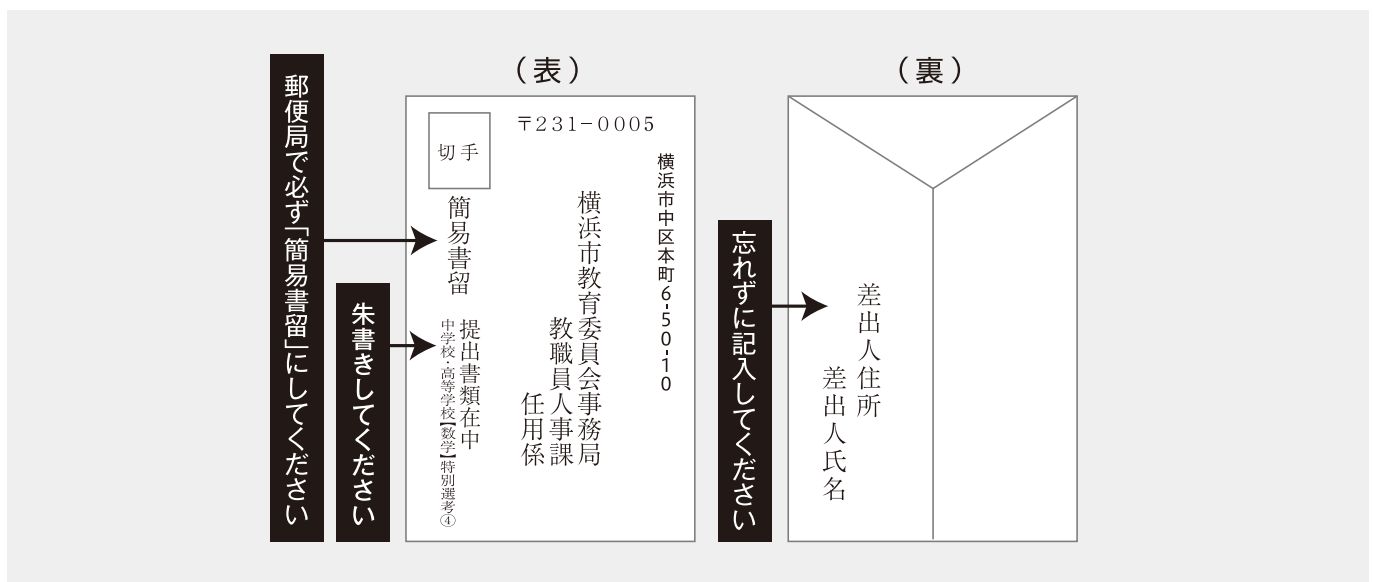 郵便局で必ず「簡易書留」にしてください
朱書きしてください
（表）
切手
〒231−0005
横浜市中区本町6-50-10
横浜市教育委員会事務局
教職員人事課
任用係
簡易書留
提出書類在中
中学校・高等学校【数学】特別選考④
忘れずに記入してください
（裏）
差出人住所
差出人氏名